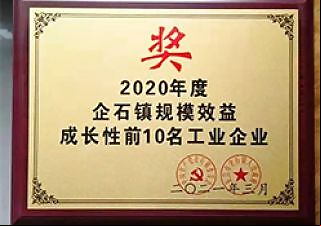 奖
2020年度
企石镇规模效益
成长性前10名工业企业
二〇二一年三月